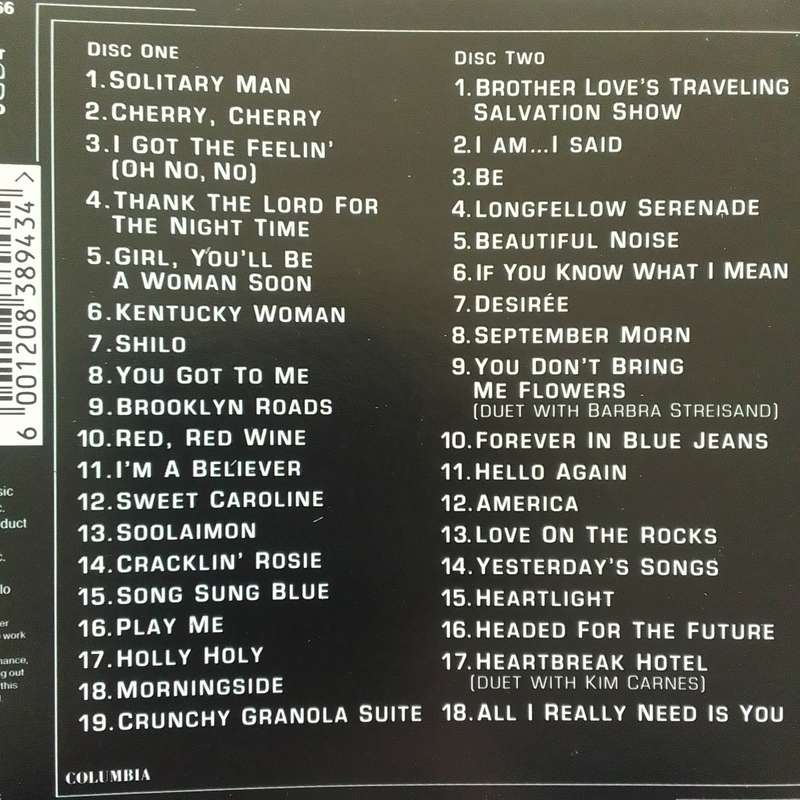 66
DISC ONE
1. SOLITARY MAN
2. CHERRY, CHERRY
3. I GOT THE FEELIN'
(OH NO, NO)
4. THANK THE LORD FOR
THE NIGHT TIME
5. GIRL, YOU'LL BE
A WOMAN SOON
6. KENTUCKY WOMAN
7. SHILO
8. YOU GOT TO ME
9. BROOKLYN ROADS
10. RED, RED WINE
11. I'M A BELIEVER
12. SWEET CAROLINE
13. SOOLAIMON
14. CRACKLIN' ROSIE
15. SONG SUNG BLUE
16. PLAY ME
17. HOLLY HOLY
18. MORNINGSIDE
19. CRUNCHY GRANOLA SUITE
DISC TWO
1. BROTHER LOVE'S TRAVELING
SALVATION SHOW
2. I AM...I SAID
3. BE
4. LONGFELLOW SERENADE
5. BEAUTIFUL NOISE
6. IF YOU KNOW WHAT I MEAN
7. DESIRÉE
8. SEPTEMBER MORN
9. YOU DON'T BRING
ME FLOWERS
(DUET WITH BARBRA STREISAND)
10. FOREVER IN BLUE JEANS
11. HELLO AGAIN
12. AMERICA
13. LOVE ON THE ROCKS
14. YESTERDAY'S SONGS
15. HEARTLIGHT
16. HEADED FOR THE FUTURE
17. HEARTBREAK HOTEL
(DUET WITH KIM CARNES)
18. ALL I REALLY NEED IS YOU
COLUMBIA
6 001208 389434 >
work
this